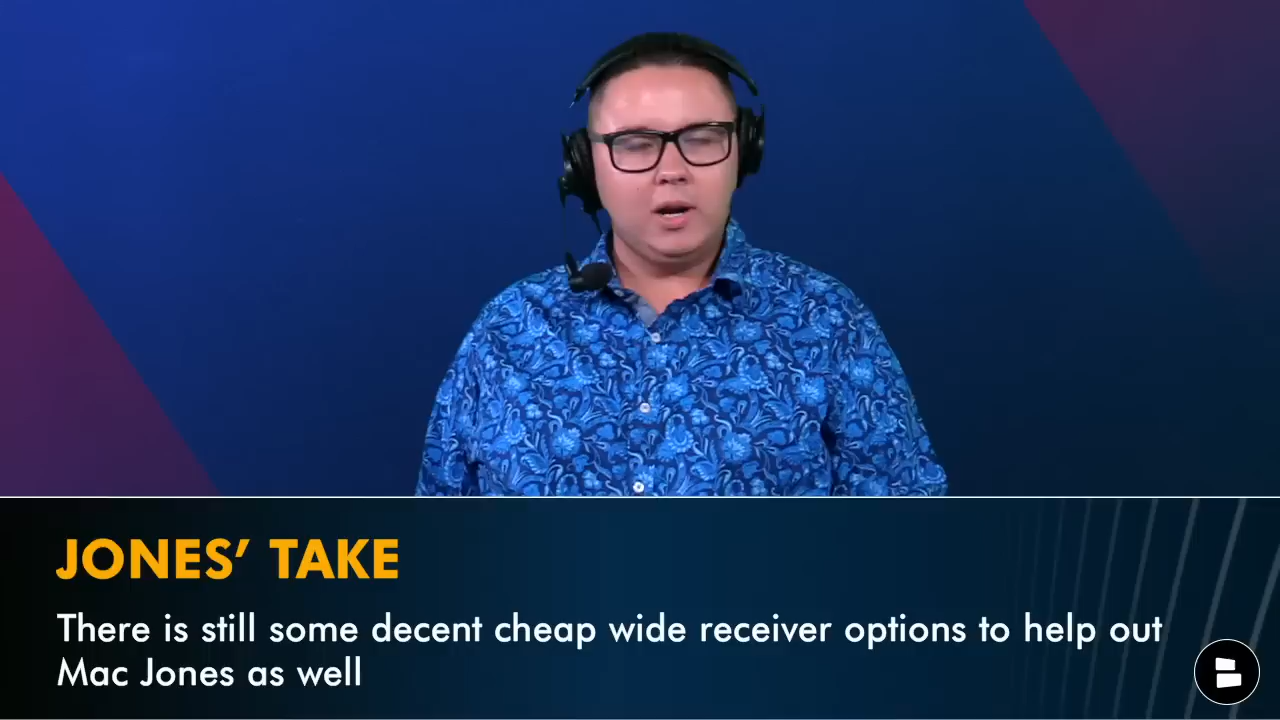 JONES’ TAKE
There is still some decent cheap wide receiver options to help out
Mac Jones as well